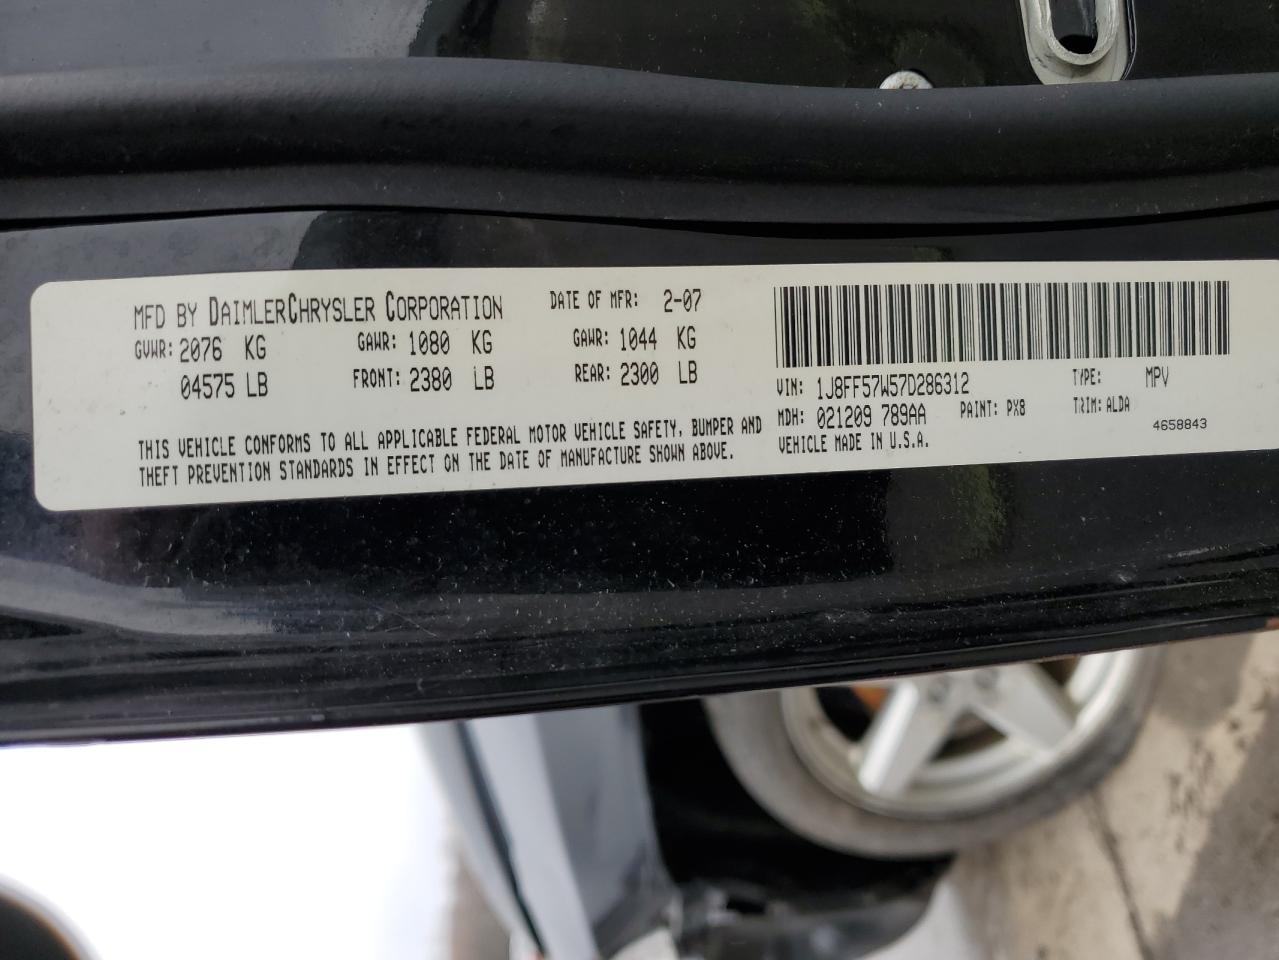 MFD BY DAIMLERCHRYSLER CORPORATION DATE OF MFR: 2-07
GVWR: 2076 KG GAWR: 1080 KG GAWR: 1044 KG
04575 LB FRONT: 2380 LB REAR: 2300 LB
THIS VEHICLE CONFORMS TO ALL APPLICABLE FEDERAL MOTOR VEHICLE SAFETY, BUMPER AND
THEFT PREVENTION STANDARDS IN EFFECT ON THE DATE OF MANUFACTURE SHOWN ABOVE.
VIN: 1J8FF57W57D286312 TYPE: MPV
MDH: 021209 789AA PAINT: PX8 TRIM: ALDA
VEHICLE MADE IN U.S.A. 4658843